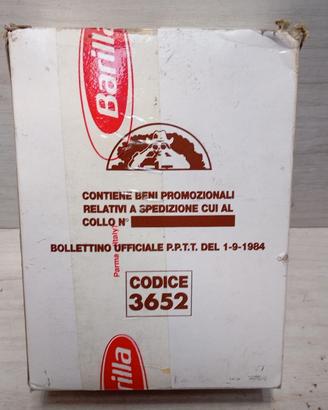 Barilla
CONTIENE BENI PROMOZIONALI
RELATIVI A SPEDIZIONE CUI AL
COLLO N°
BOLLETTINO UFFICIALE P.P.T.T. DEL 1-9-1984
Parma (Italy)
CODICE
3652
rilla